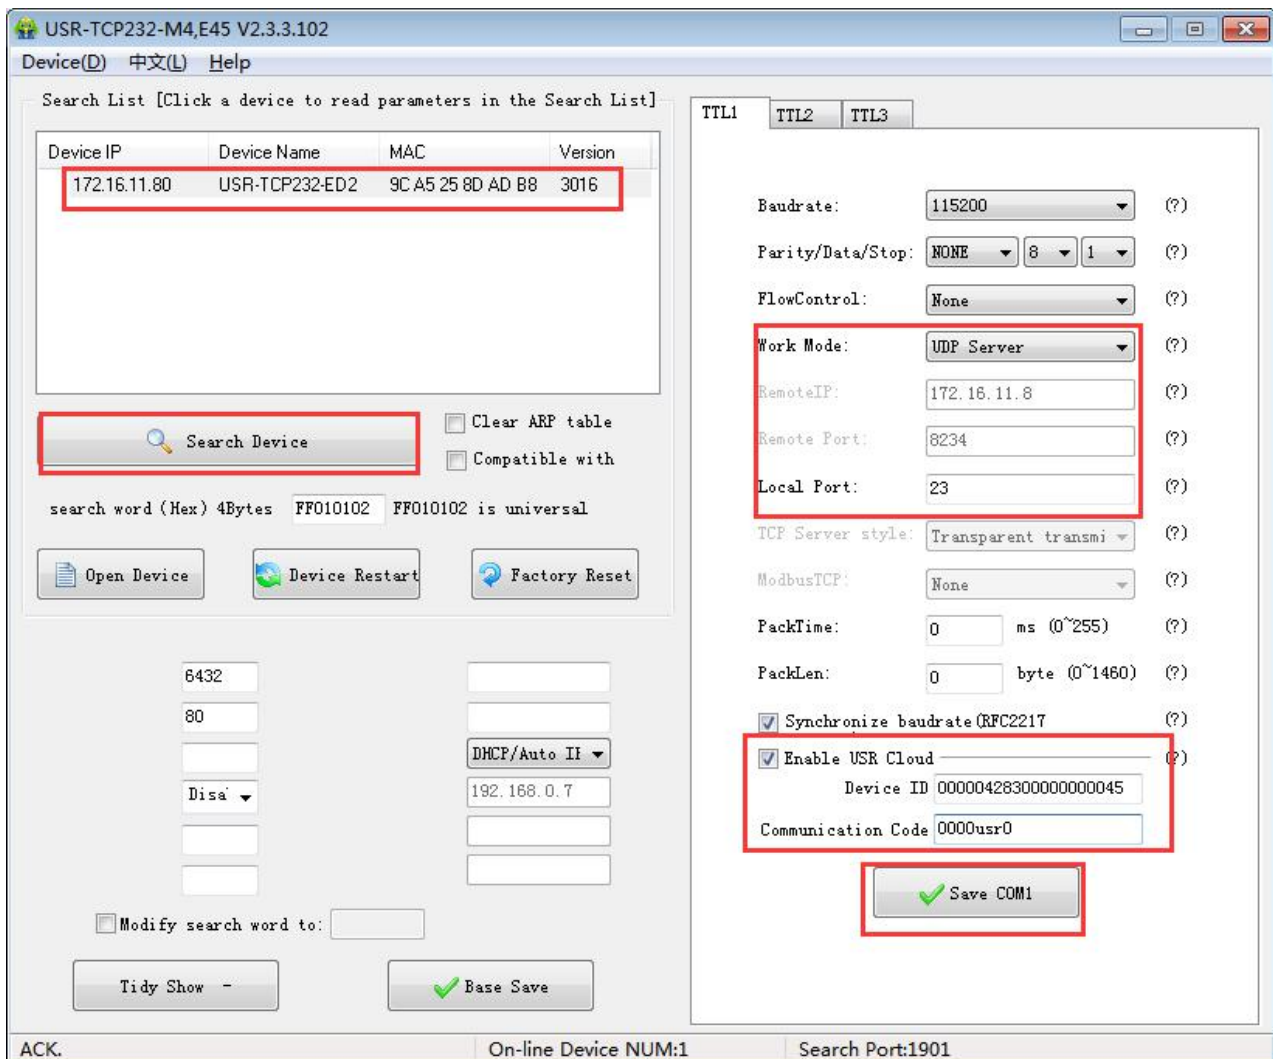 USR-TCP232-M4,E45 V2.3.3.102
Device(D) 中文(L) Help
Search List [Click a device to read parameters in the Search List]
Device IP Device Name MAC Version
172.16.11.80 USR-TCP232-ED2 9C A5 25 8D AD B8 3016
Search Device
Clear ARP table
Compatible with
search word(Hex) 4Bytes FF010102 FF010102 is universal
Open Device Device Restart Factory Reset
6432
80
DHCP/Auto IP
Disa
192.168.0.7
Modify search word to:
Tidy Show - Base Save
TTL1 TTL2 TTL3
Baudrate: 115200 (?)
Parity/Data/Stop: NONE 8 1 (?)
FlowControl: None (?)
Work Mode: UDP Server (?)
RemoteIP: 172.16.11.8 (?)
Remote Port: 8234 (?)
Local Port: 23 (?)
TCP Server style: Transparent transmi (?)
ModbusTCP: None (?)
PackTime: 0 ms (0~255) (?)
PackLen: 0 byte (0~1460) (?)
Synchronize baudrate(RFC2217 (?)
Enable USR Cloud (?)
Device ID 00000428300000000045
Communication Code 0000usr0
Save COM1
ACK. On-line Device NUM:1 Search Port:1901